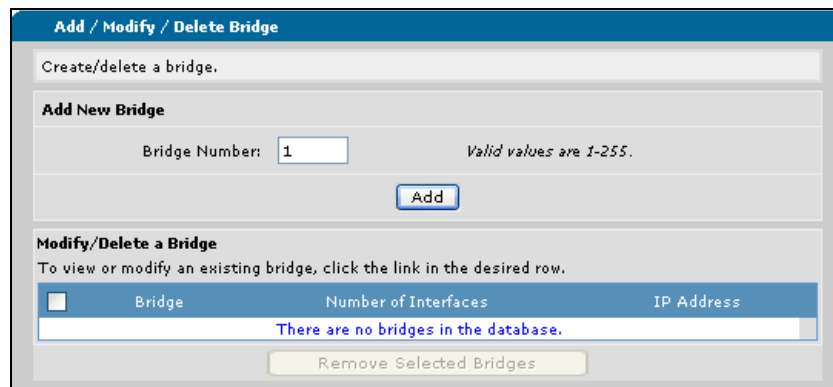 Add / Modify / Delete Bridge
Create/delete a bridge.
Add New Bridge
Bridge Number: 1 Valid values are 1-255.
Add
Modify/Delete a Bridge
To view or modify an existing bridge, click the link in the desired row.
Bridge Number of Interfaces IP Address
There are no bridges in the database.
Remove Selected Bridges